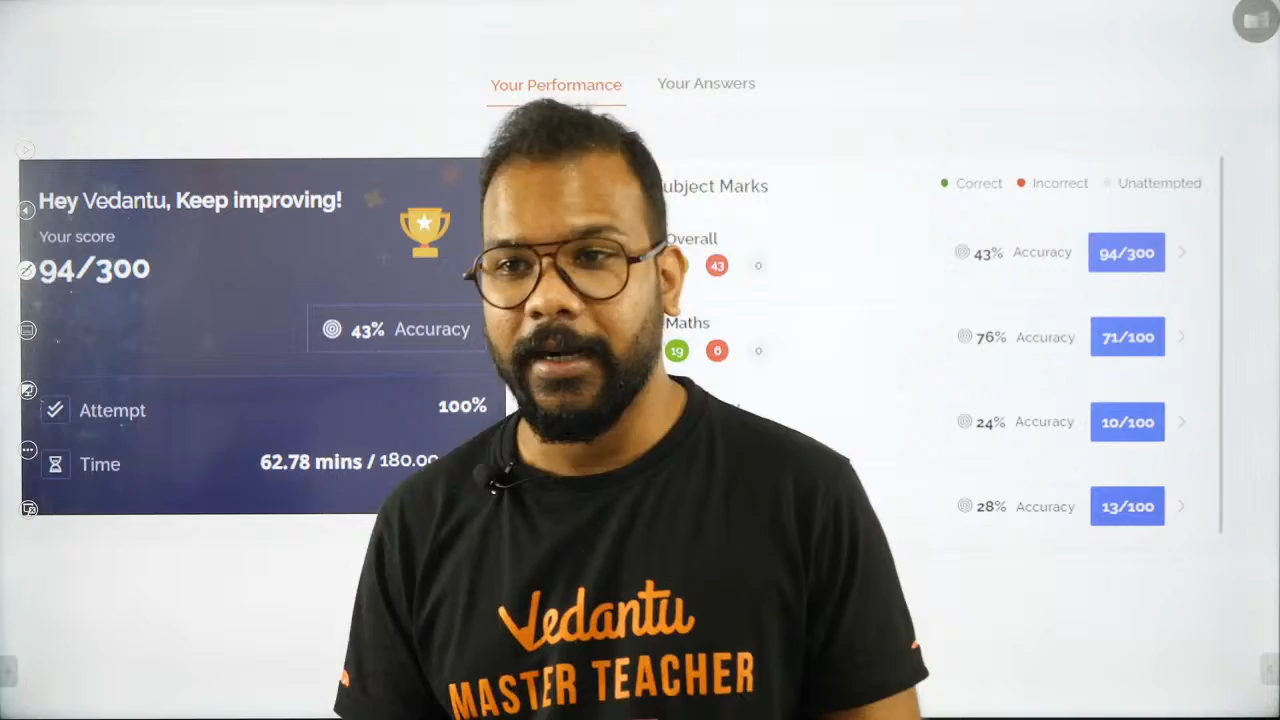 Your Performance
Your Answers
Hey Vedantu, Keep improving!
Your score
94/300
43% Accuracy
Attempt
100%
Time
62.78 mins / 180.00
ubject Marks
Correct
Incorrect
Unattempted
Overall
43
0
43% Accuracy
94/300
Maths
19
6
0
76% Accuracy
71/100
24% Accuracy
10/100
28% Accuracy
13/100
Vedantu
MASTER TEACHER